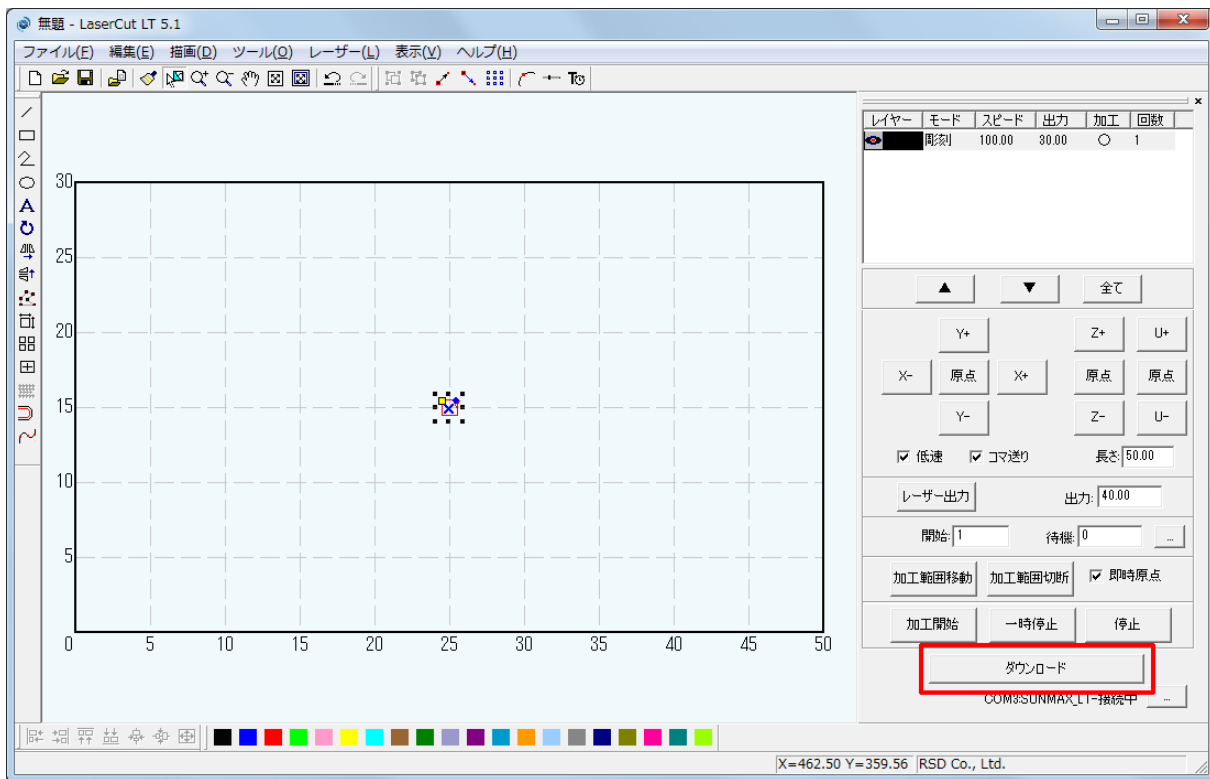 無題 - LaserCut LT 5.1
ファイル(F) 編集(E) 描画(D) ツール(O) レーザー(L) 表示(V) ヘルプ(H)
レイヤー モード スピード 出力 加工 回数
彫刻 100.00 30.00 ○ 1
30
25
20
15
10
5
0 5 10 15 20 25 30 35 40 45 50
▲ ▼ 全て
Y+ Z+ U+
X- 原点 X+ 原点 原点
Y- Z- U-
低速 コマ送り 長さ: 50.00
レーザー出力 出力: 40.00
開始: 1 待機: 0 ...
加工範囲移動 加工範囲切断 即時原点
加工開始 一時停止 停止
ダウンロード
COM3:SUNMAX_LT-接続中 ...
X=462.50 Y=359.56 RSD Co., Ltd.